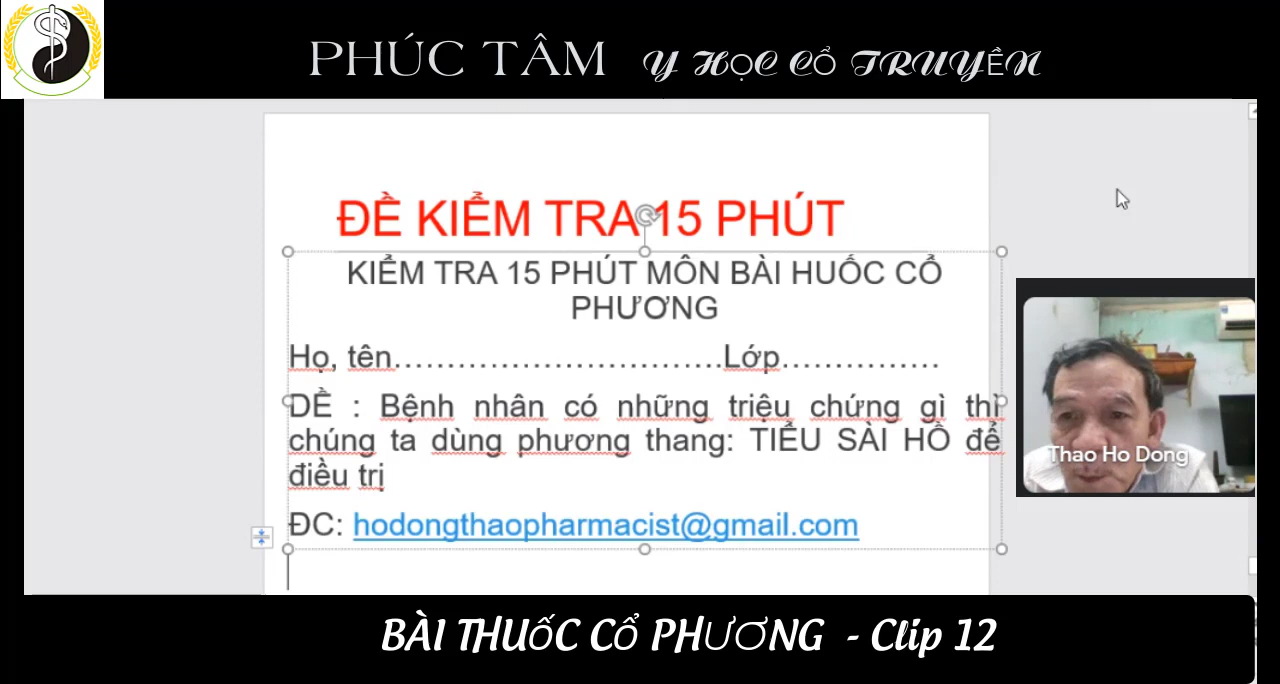 PHÚC TÂM Y HỌC CỔ TRUYỀN
ĐỀ KIỂM TRA 15 PHÚT
KIỂM TRA 15 PHÚT MÔN BÀI HUỐC CỔ
PHƯƠNG
Họ, tên..............................Lớp...............
ĐỀ : Bệnh nhân có những triệu chứng gì thì
chúng ta dùng phương thang: TIỂU SÀI HỒ để
điều trị
ĐC: hodongthaopharmacist@gmail.com
Thao Ho Dong
BÀI THUỐC CỔ PHƯƠNG - Clip 12